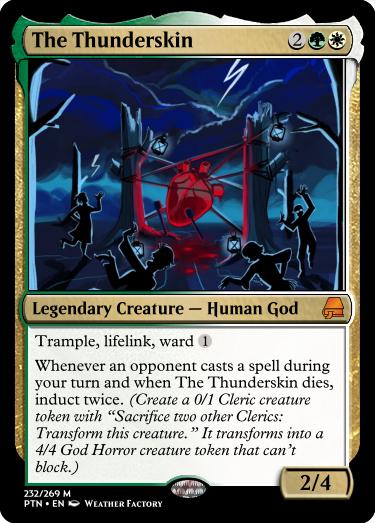 The Thunderskin 2
Legendary Creature — Human God
Trample, lifelink, ward 1
Whenever an opponent casts a spell during
your turn and when The Thunderskin dies,
induct twice. (Create a 0/1 Cleric creature
token with “Sacrifice two other Clerics:
Transform this creature.” It transforms into a
4/4 God Horror creature token that can’t
block.)
2/4
232/269 M
PTN • EN Weather Factory